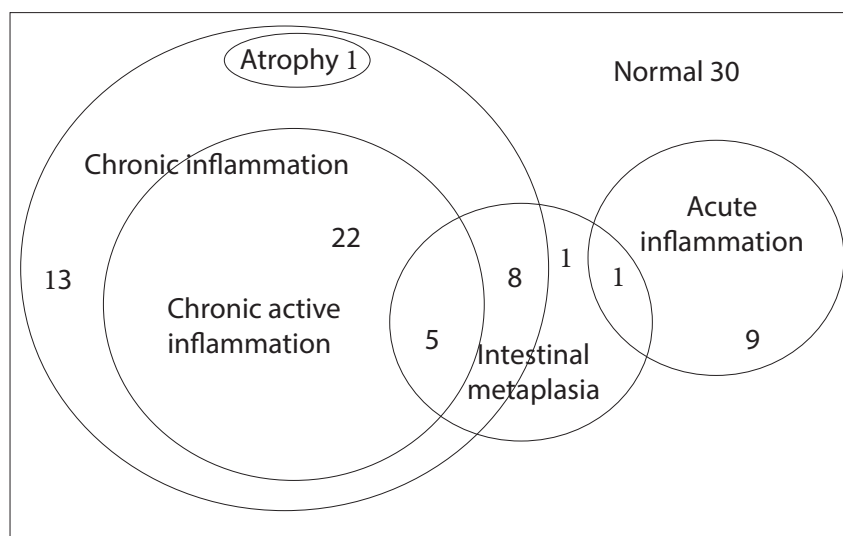 Atrophy 1
Normal 30
Chronic inflammation
Acute
inflammation
22
13
8
1
1
Chronic active
inflammation
5
Intestinal
metaplasia
9